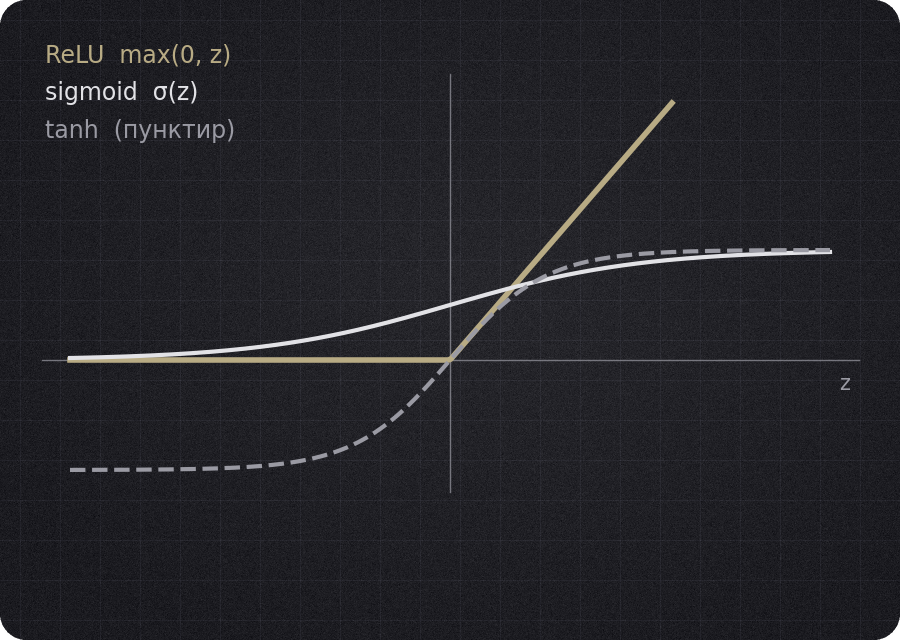 ReLU  max(0, z)
sigmoid  σ(z)
tanh  (пунктир)
z